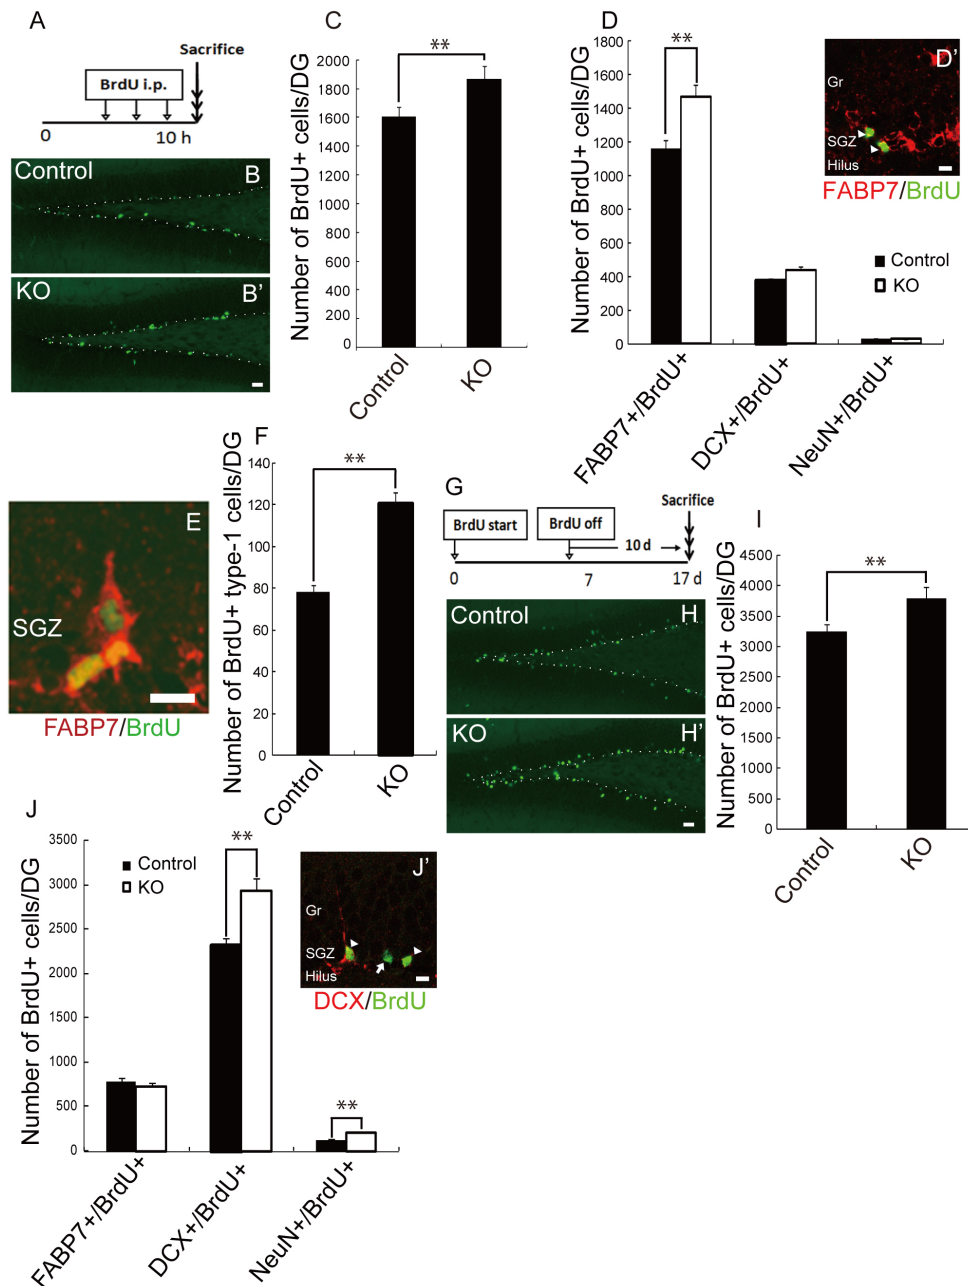 A
Sacrifice
BrdU i.p.
0
10 h
Control
B
KO
B’
C
**
Number of BrdU+ cells/DG
2000
1800
1600
1400
1200
1000
800
600
400
200
0
Control
KO
D
**
Number of BrdU+ cells/DG
1800
1600
1400
1200
1000
800
600
400
200
0
Control
KO
FABP7+/BrdU+
DCX+/BrdU+
NeuN+/BrdU+
D’
Gr
SGZ
Hilus
FABP7/BrdU
E
SGZ
FABP7/BrdU
F
**
Number of BrdU+ type-1 cells/DG
140
120
100
80
60
40
20
0
Control
KO
G
Sacrifice
BrdU start
BrdU off
10 d
0
7
17 d
Control
H
KO
H’
I
**
Number of BrdU+ cells/DG
4500
4000
3500
3000
2500
2000
1500
1000
500
0
Control
KO
J
**
Control
KO
Number of BrdU+ cells/DG
3500
3000
2500
2000
1500
1000
500
0
**
FABP7+/BrdU+
DCX+/BrdU+
NeuN+/BrdU+
J’
Gr
SGZ
Hilus
DCX/BrdU